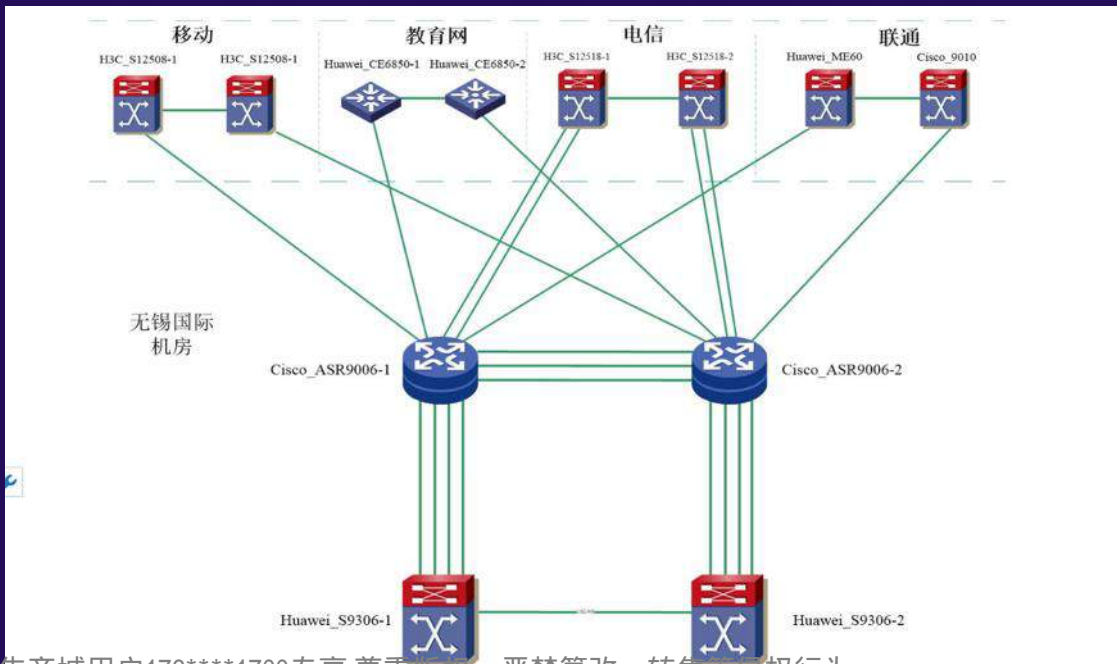 移动
教育网
电信
联通
H3C_S12508-1
H3C_S12508-1
Huawei_CE6850-1
Huawei_CE6850-2
H3C_S12518-1
H3C_S12518-2
Huawei_ME60
Cisco_9010
无锡国际
机房
Cisco_ASR9006-1
Cisco_ASR9006-2
Huawei_S9306-1
Huawei_S9306-2